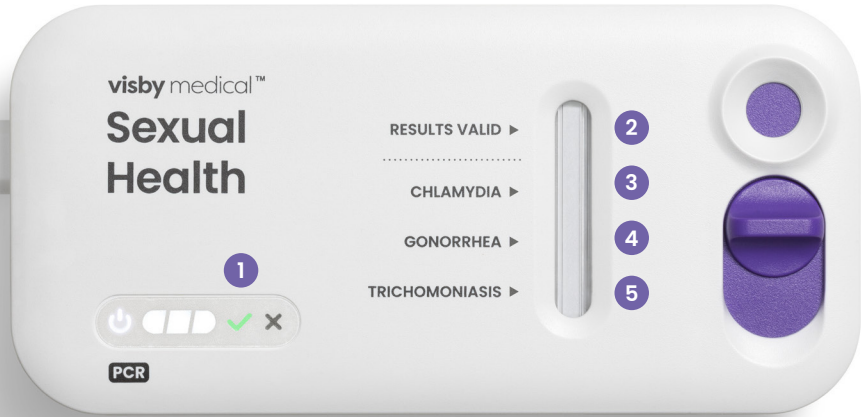 visby medical™
Sexual
Health
RESULTS VALID ▶
CHLAMYDIA ▶
GONORRHEA ▶
TRICHOMONIASIS ▶
1
2
3
4
5
PCR